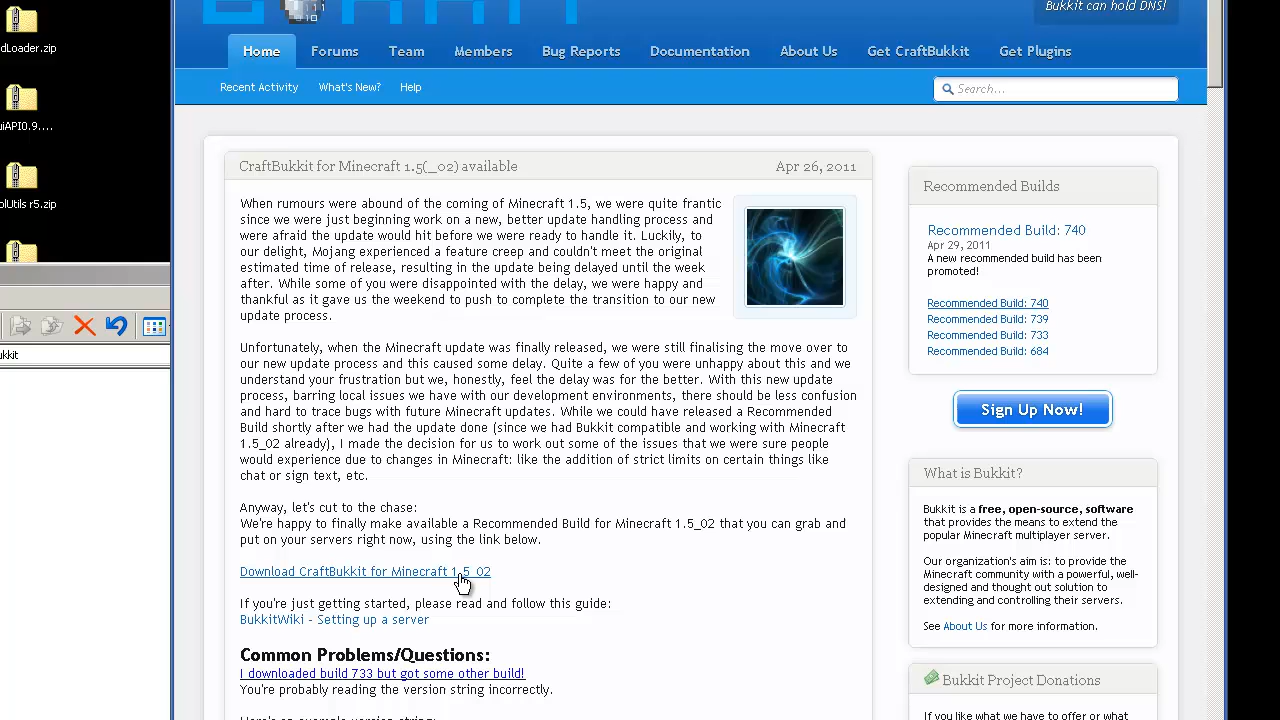 dLoader.zip
uiAPI0.9....
olUtils r5.zip
ukkit
Bukkit can hold DNS!
Home
Forums
Team
Members
Bug Reports
Documentation
About Us
Get CraftBukkit
Get Plugins
Recent Activity
What's New?
Help
Search...
CraftBukkit for Minecraft 1.5(_02) available
Apr 26, 2011
When rumours were abound of the coming of Minecraft 1.5, we were quite frantic
since we were just beginning work on a new, better update handling process and
were afraid the update would hit before we were ready to handle it. Luckily, to
our delight, Mojang experienced a feature creep and couldn't meet the original
estimated time of release, resulting in the update being delayed until the week
after. While some of you were disappointed with the delay, we were happy and
thankful as it gave us the weekend to push to complete the transition to our new
update process.
Unfortunately, when the Minecraft update was finally released, we were still finalising the move over to
our new update process and this caused some delay. Quite a few of you were unhappy about this and we
understand your frustration but we, honestly, feel the delay was for the better. With this new update
process, barring local issues we have with our development environments, there should be less confusion
and hard to trace bugs with future Minecraft updates. While we could have released a Recommended
Build shortly after we had the update done (since we had Bukkit compatible and working with Minecraft
1.5_02 already), I made the decision for us to work out some of the issues that we were sure people
would experience due to changes in Minecraft: like the addition of strict limits on certain things like
chat or sign text, etc.
Anyway, let's cut to the chase:
We're happy to finally make available a Recommended Build for Minecraft 1.5_02 that you can grab and
put on your servers right now, using the link below.
Download CraftBukkit for Minecraft 1.5_02
If you're just getting started, please read and follow this guide:
BukkitWiki - Setting up a server
Common Problems/Questions:
I downloaded build 733 but got some other build!
You're probably reading the version string incorrectly.
Here's an example version string:
Recommended Builds
Recommended Build: 740
Apr 29, 2011
A new recommended build has been
promoted!
Recommended Build: 740
Recommended Build: 739
Recommended Build: 733
Recommended Build: 684
Sign Up Now!
What is Bukkit?
Bukkit is a free, open-source, software
that provides the means to extend the
popular Minecraft multiplayer server.
Our organization's aim is: to provide the
Minecraft community with a powerful, well-
designed and thought out solution to
extending and controlling their servers.
See About Us for more information.
Bukkit Project Donations
If you like what we have to offer or what